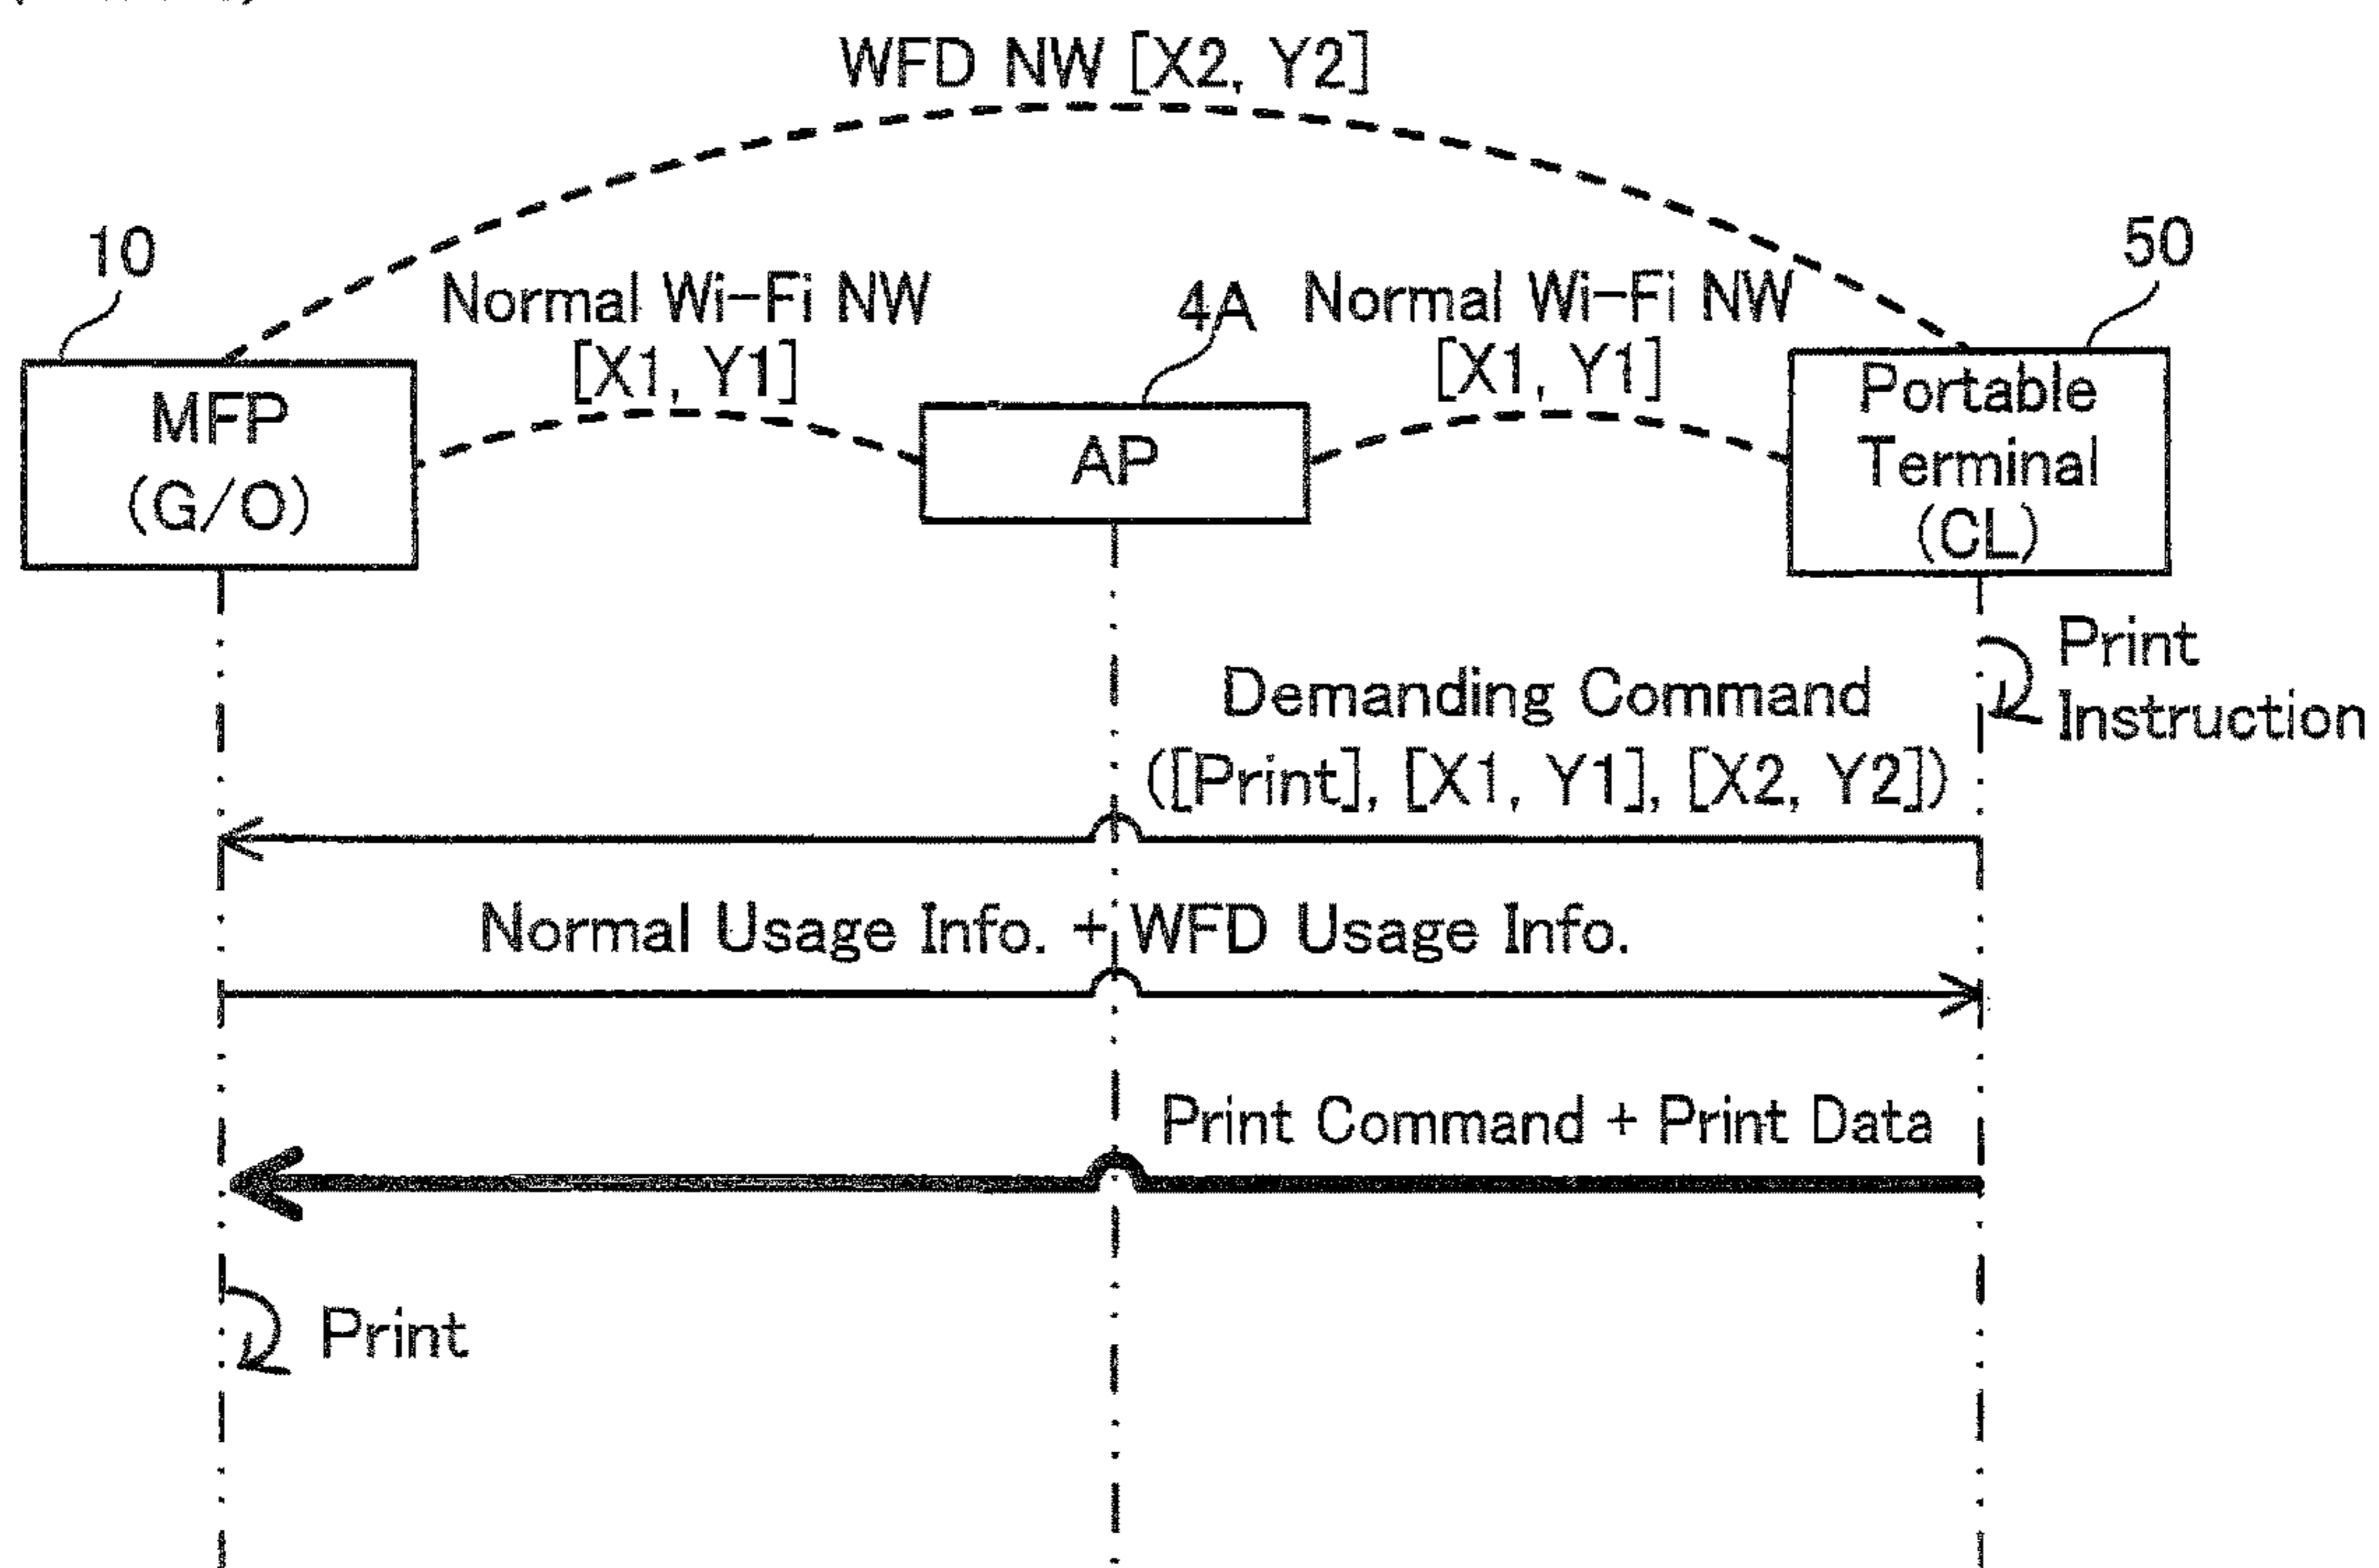 WFD NW [X2, Y2]
10
50
Normal Wi-Fi NW
[X1, Y1]
4A
Normal Wi-Fi NW
[X1, Y1]
MFP
(G/O)
AP
Portable
Terminal
(CL)
Print
Instruction
Demanding Command
([Print], [X1, Y1], [X2, Y2])
Normal Usage Info. + WFD Usage Info.
Print Command + Print Data
Print